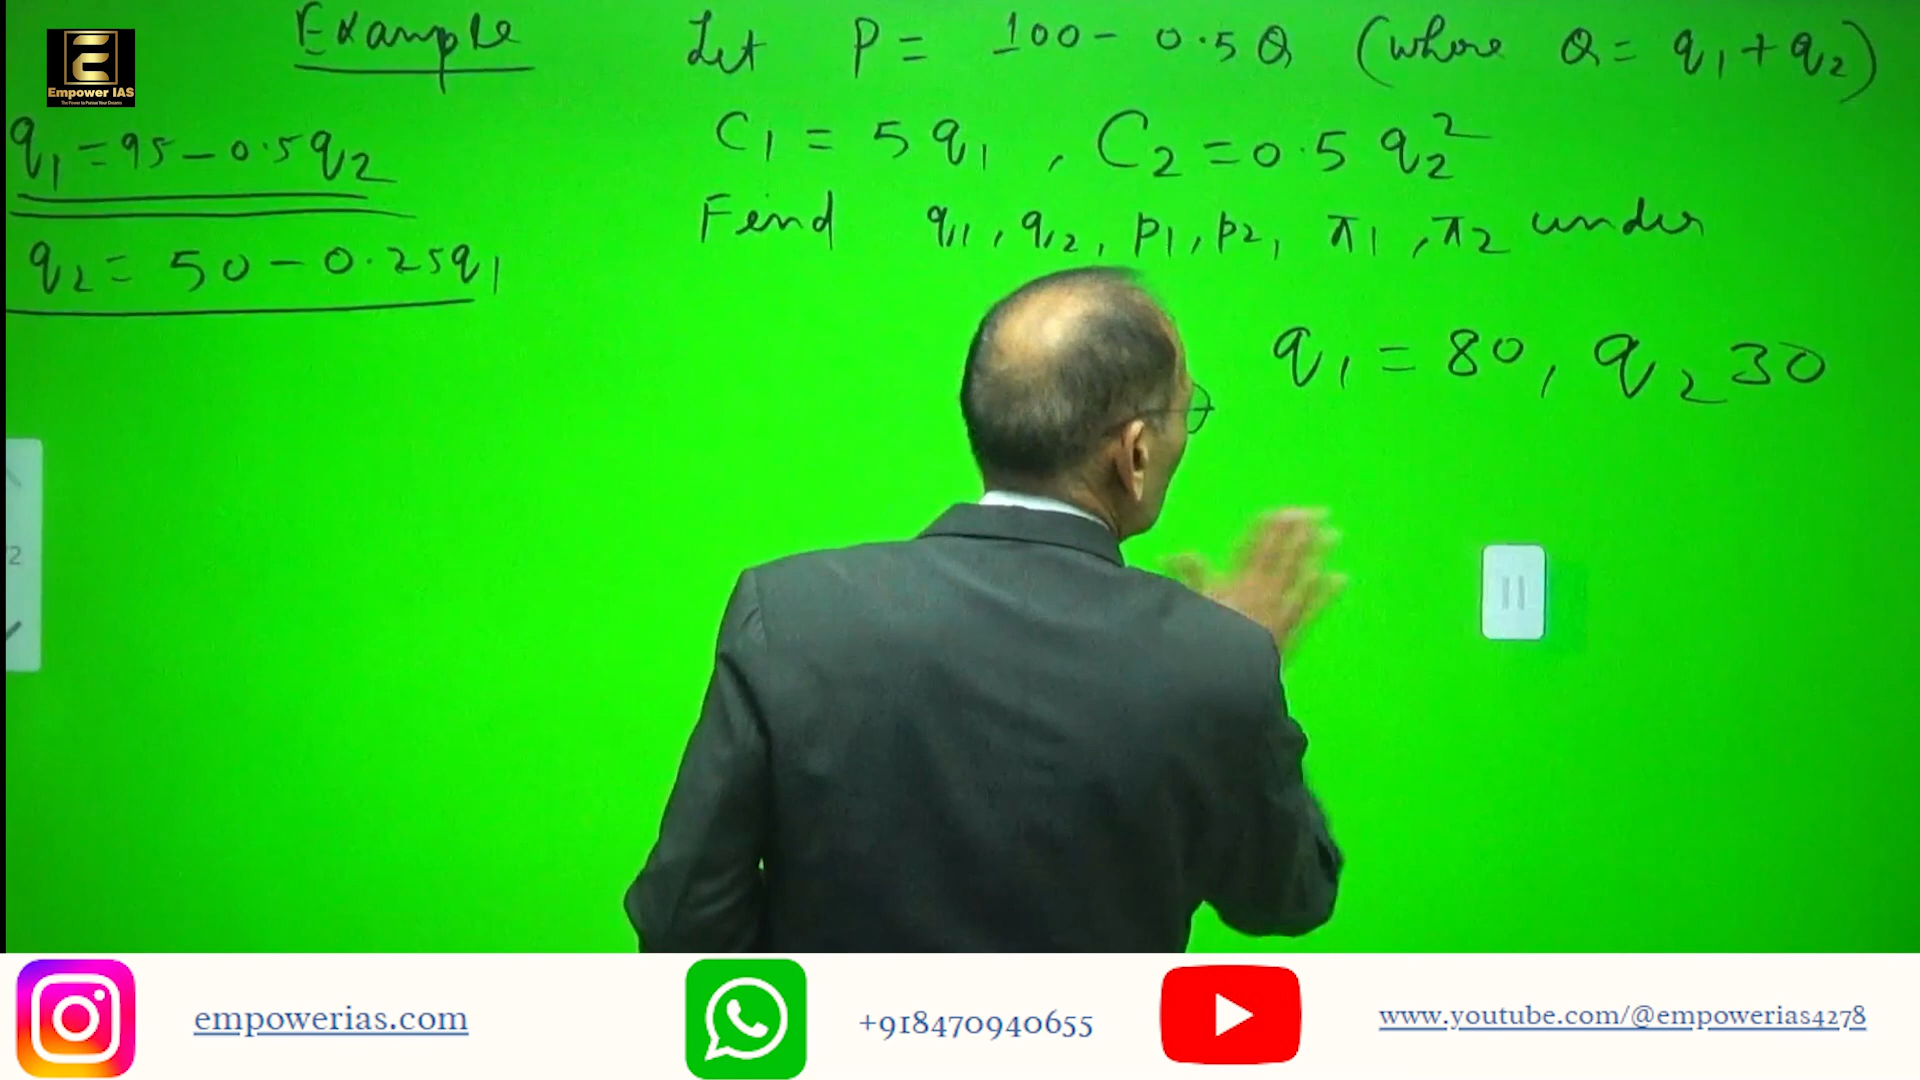 Example
Let P = 100 - 0.5Q (where Q = q1 + q2)
C1 = 5q1, C2 = 0.5q2²
Find q1, q2, p1, p2, π1, π2 under
q1 = 95 - 0.5q2
q2 = 50 - 0.25q1
q1 = 80, q2 30
Empower IAS
2
empowerias.com
+918470940655
www.youtube.com/@empowerias4278